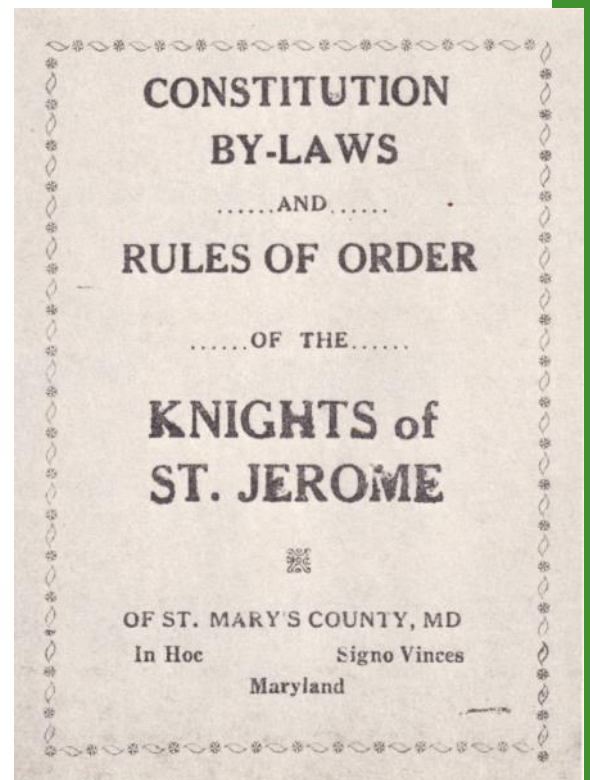 CONSTITUTION
BY-LAWS
......AND......
RULES OF ORDER
......OF THE......
KNIGHTS of
ST. JEROME
OF ST. MARY'S COUNTY, MD
In Hoc Signo Vinces
Maryland